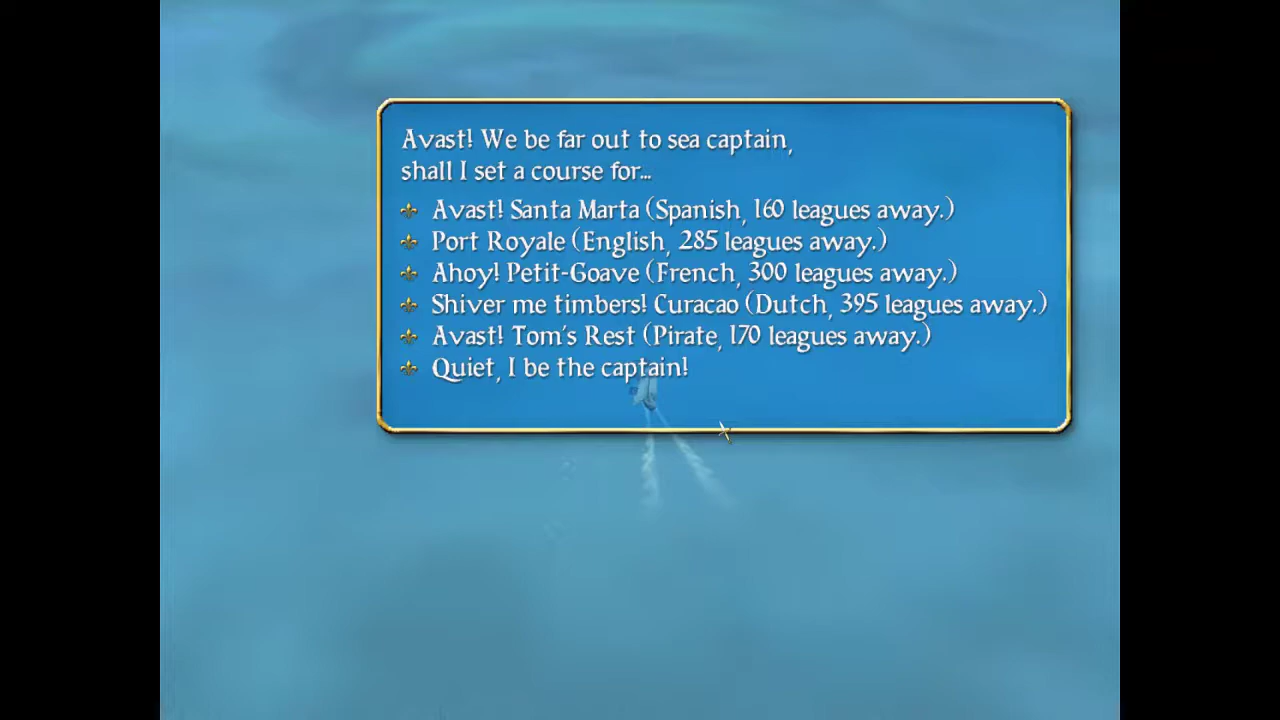 Avast! We be far out to sea captain,
shall I set a course for...
Avast! Santa Marta (Spanish, 160 leagues away.)
Port Royale (English, 285 leagues away.)
Ahoy! Petit-Goave (French, 300 leagues away.)
Shiver me timbers! Curacao (Dutch, 395 leagues away.)
Avast! Tom's Rest (Pirate, 170 leagues away.)
Quiet, I be the captain!